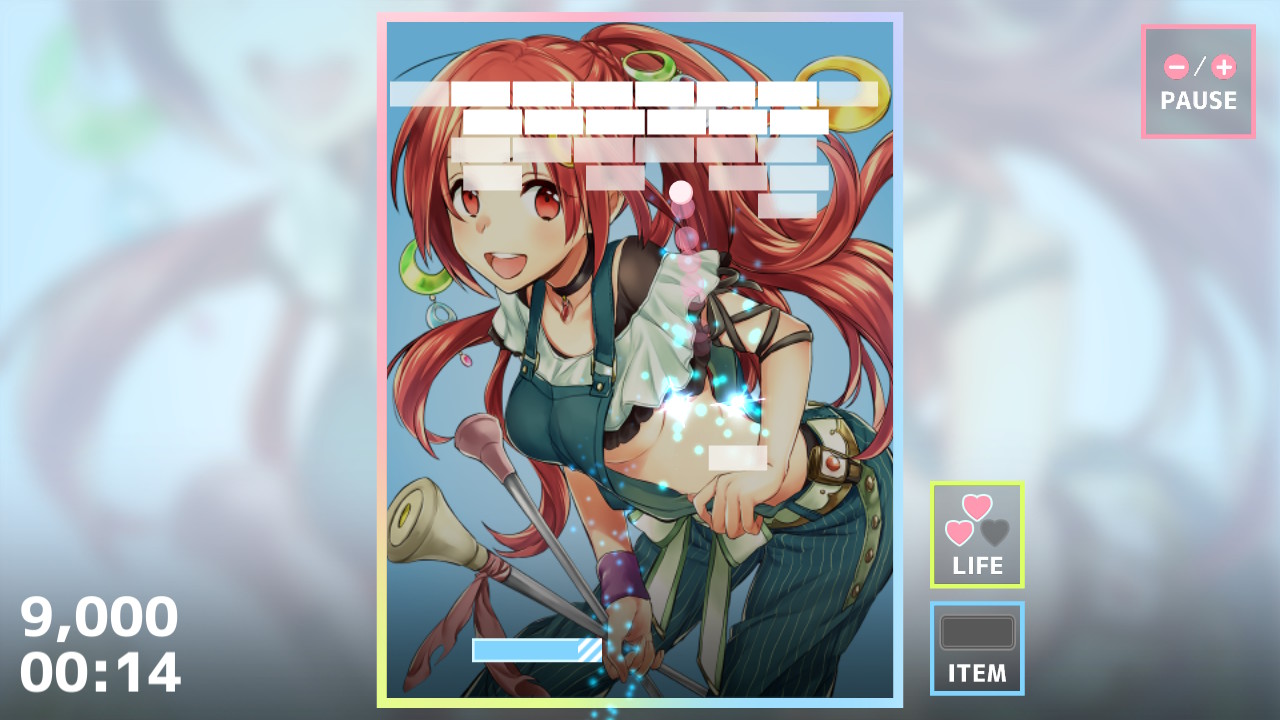 − / +
PAUSE
LIFE
ITEM
9,000
00:14